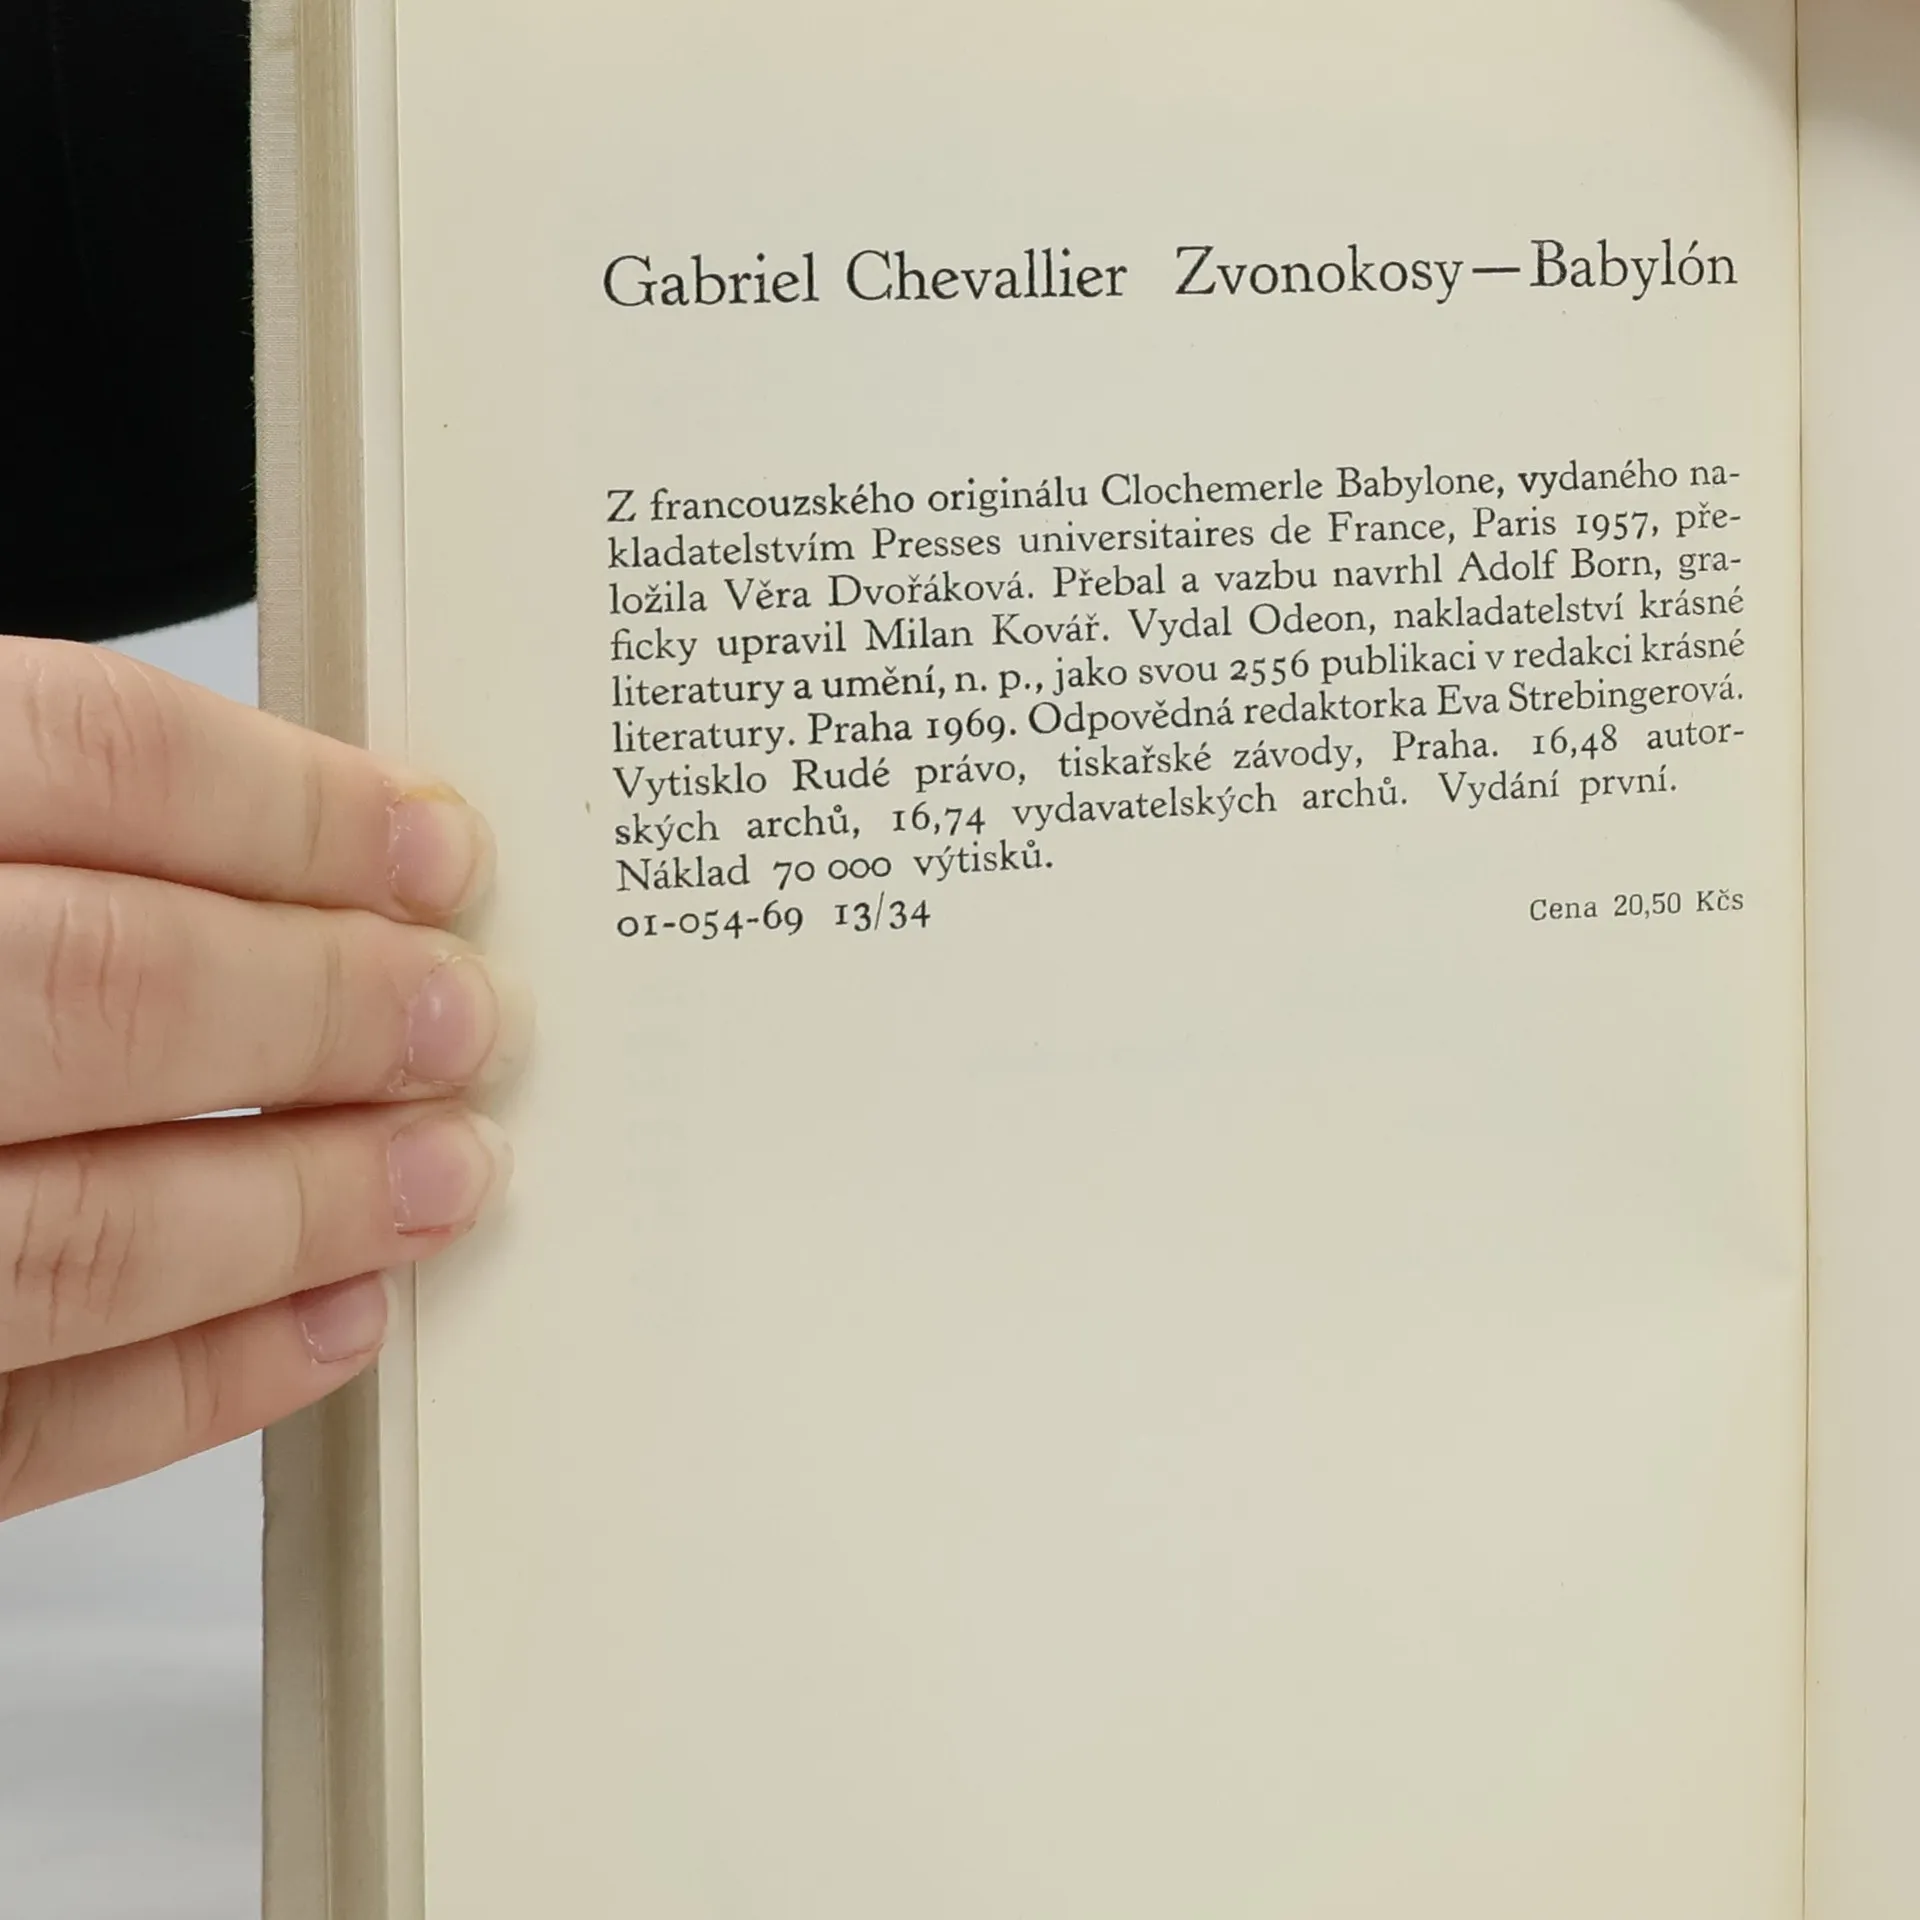 Gabriel Chevallier Zvonokosy — Babylón
Z francouzského originálu Clochemerle Babylone, vydaného na-
kladatelstvím Presses universitaires de France, Paris 1957, pře-
ložila Věra Dvořáková. Přebal a vazbu navrhl Adolf Born, gra-
ficky upravil Milan Kovář. Vydal Odeon, nakladatelství krásné
literatury a umění, n. p., jako svou 2556 publikaci v redakci krásné
literatury. Praha 1969. Odpovědná redaktorka Eva Strebingerová.
Vytisklo Rudé právo, tiskařské závody, Praha. 16,48 autor-
ských archů, 16,74 vydavatelských archů. Vydání první.
Náklad 70 000 výtisků.
01-054-69 13/34 Cena 20,50 Kčs